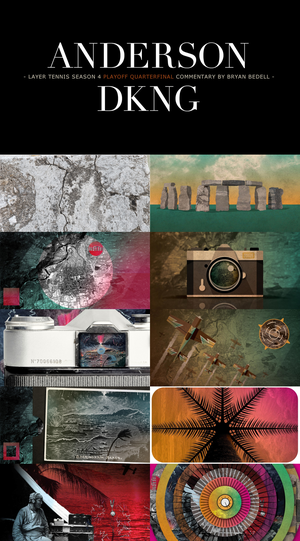 ANDERSON
- LAYER TENNIS SEASON 4 PLAYOFF QUARTERFINAL COMMENTARY BY BRYAN BEDELL -
DKNG